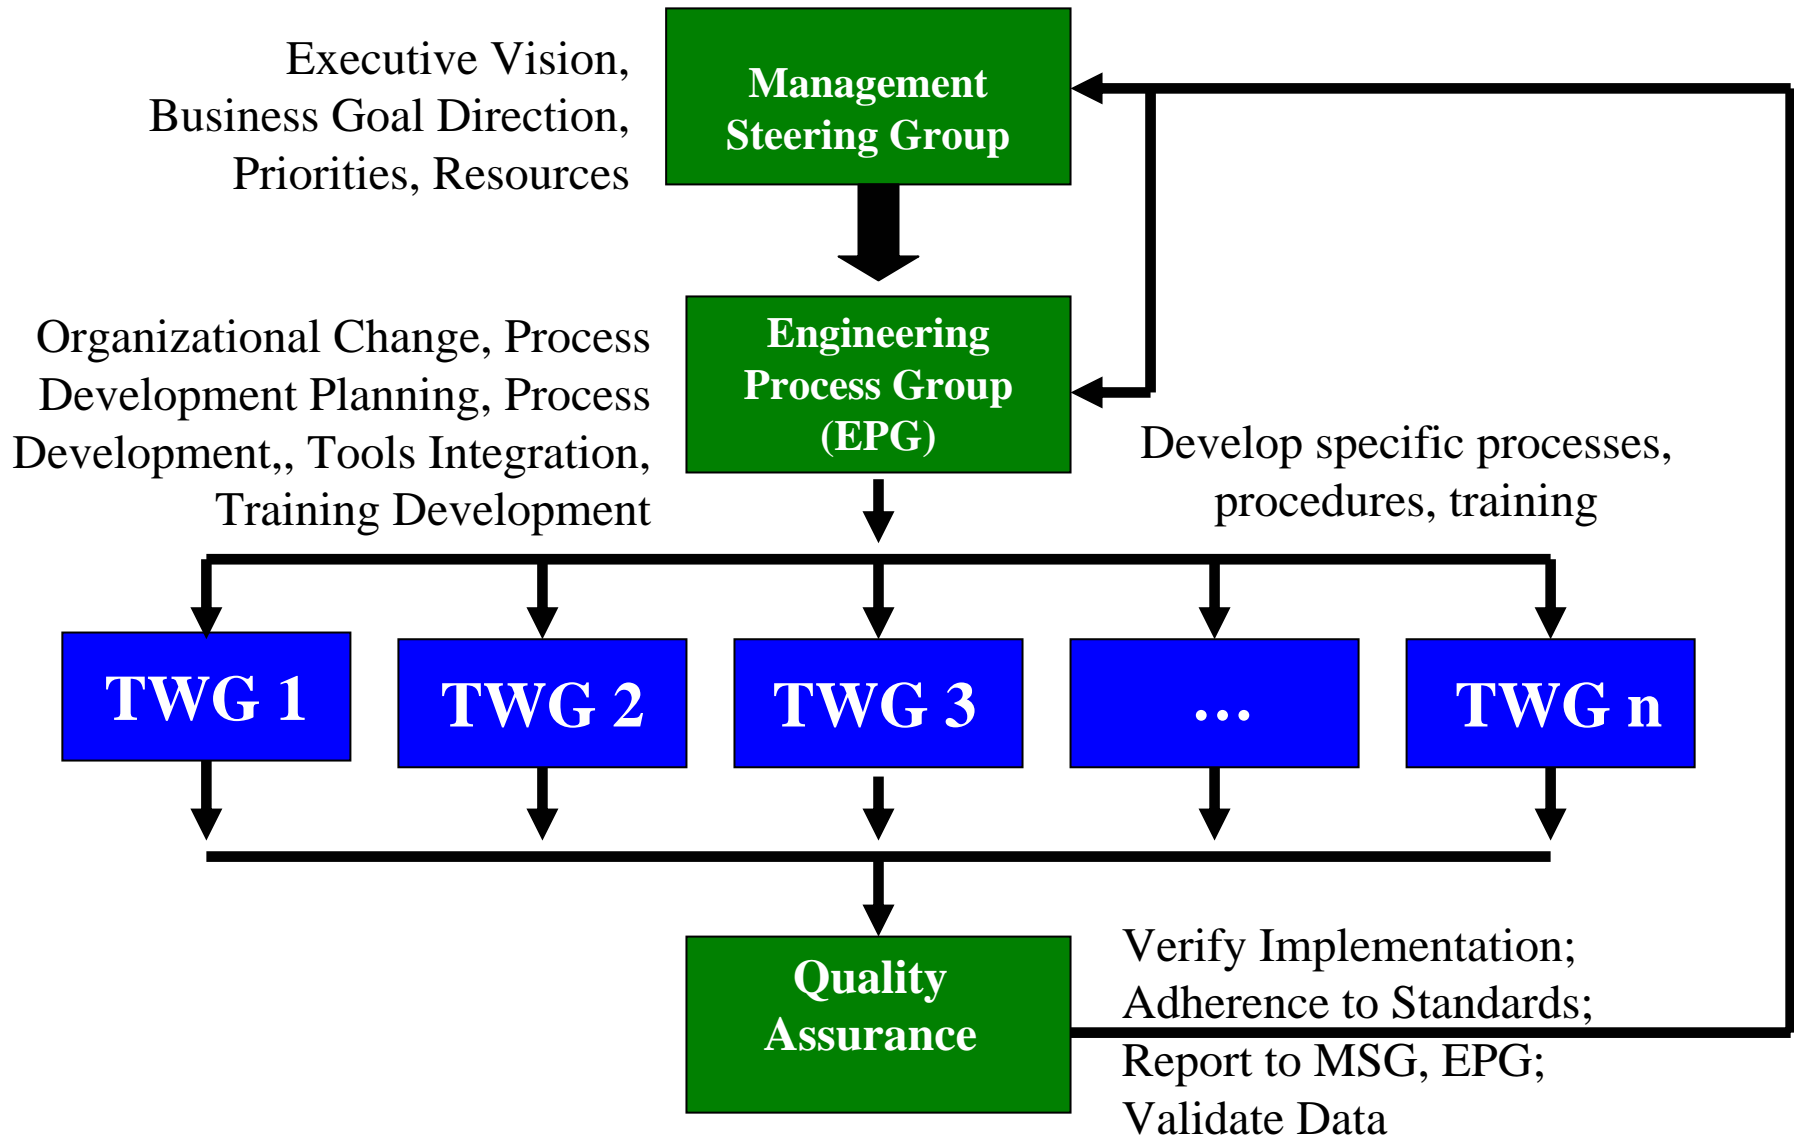 Executive Vision,
Business Goal Direction,
Priorities, Resources
Management
Steering Group
Organizational Change, Process
Development Planning, Process
Development,, Tools Integration,
Training Development
Engineering
Process Group
(EPG)
Develop specific processes,
procedures, training
TWG 1
TWG 2
TWG 3
…
TWG n
Quality
Assurance
Verify Implementation;
Adherence to Standards;
Report to MSG, EPG;
Validate Data